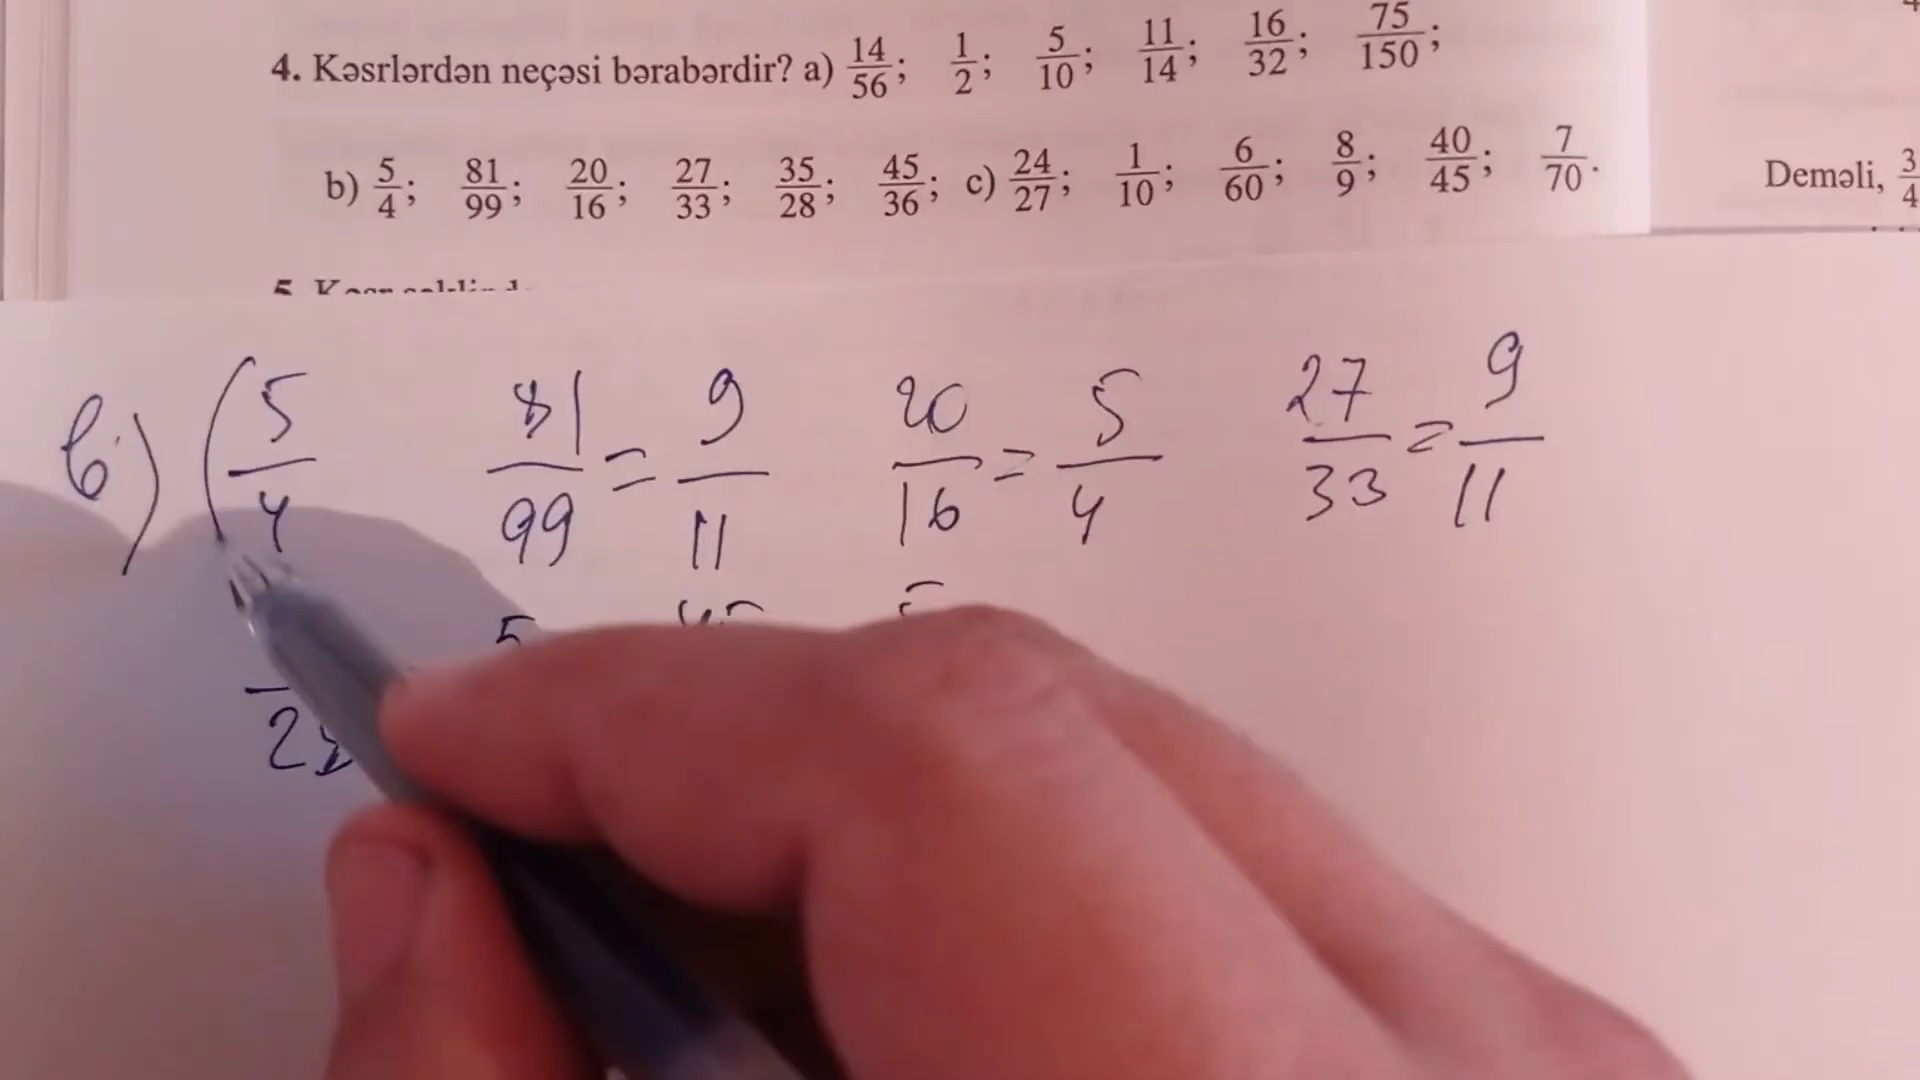 4. Kəsrlərdən neçəsi bərabərdir? a) 14/56; 1/2; 5/10; 11/14; 16/32; 75/150;
b) 5/4; 81/99; 20/16; 27/33; 35/28; 45/36; c) 24/27; 1/10; 6/60; 8/9; 40/45; 7/70.
Deməli, 3/4
b) ( 5/4 81/99 = 9/11 20/16 = 5/4 27/33 = 9/11